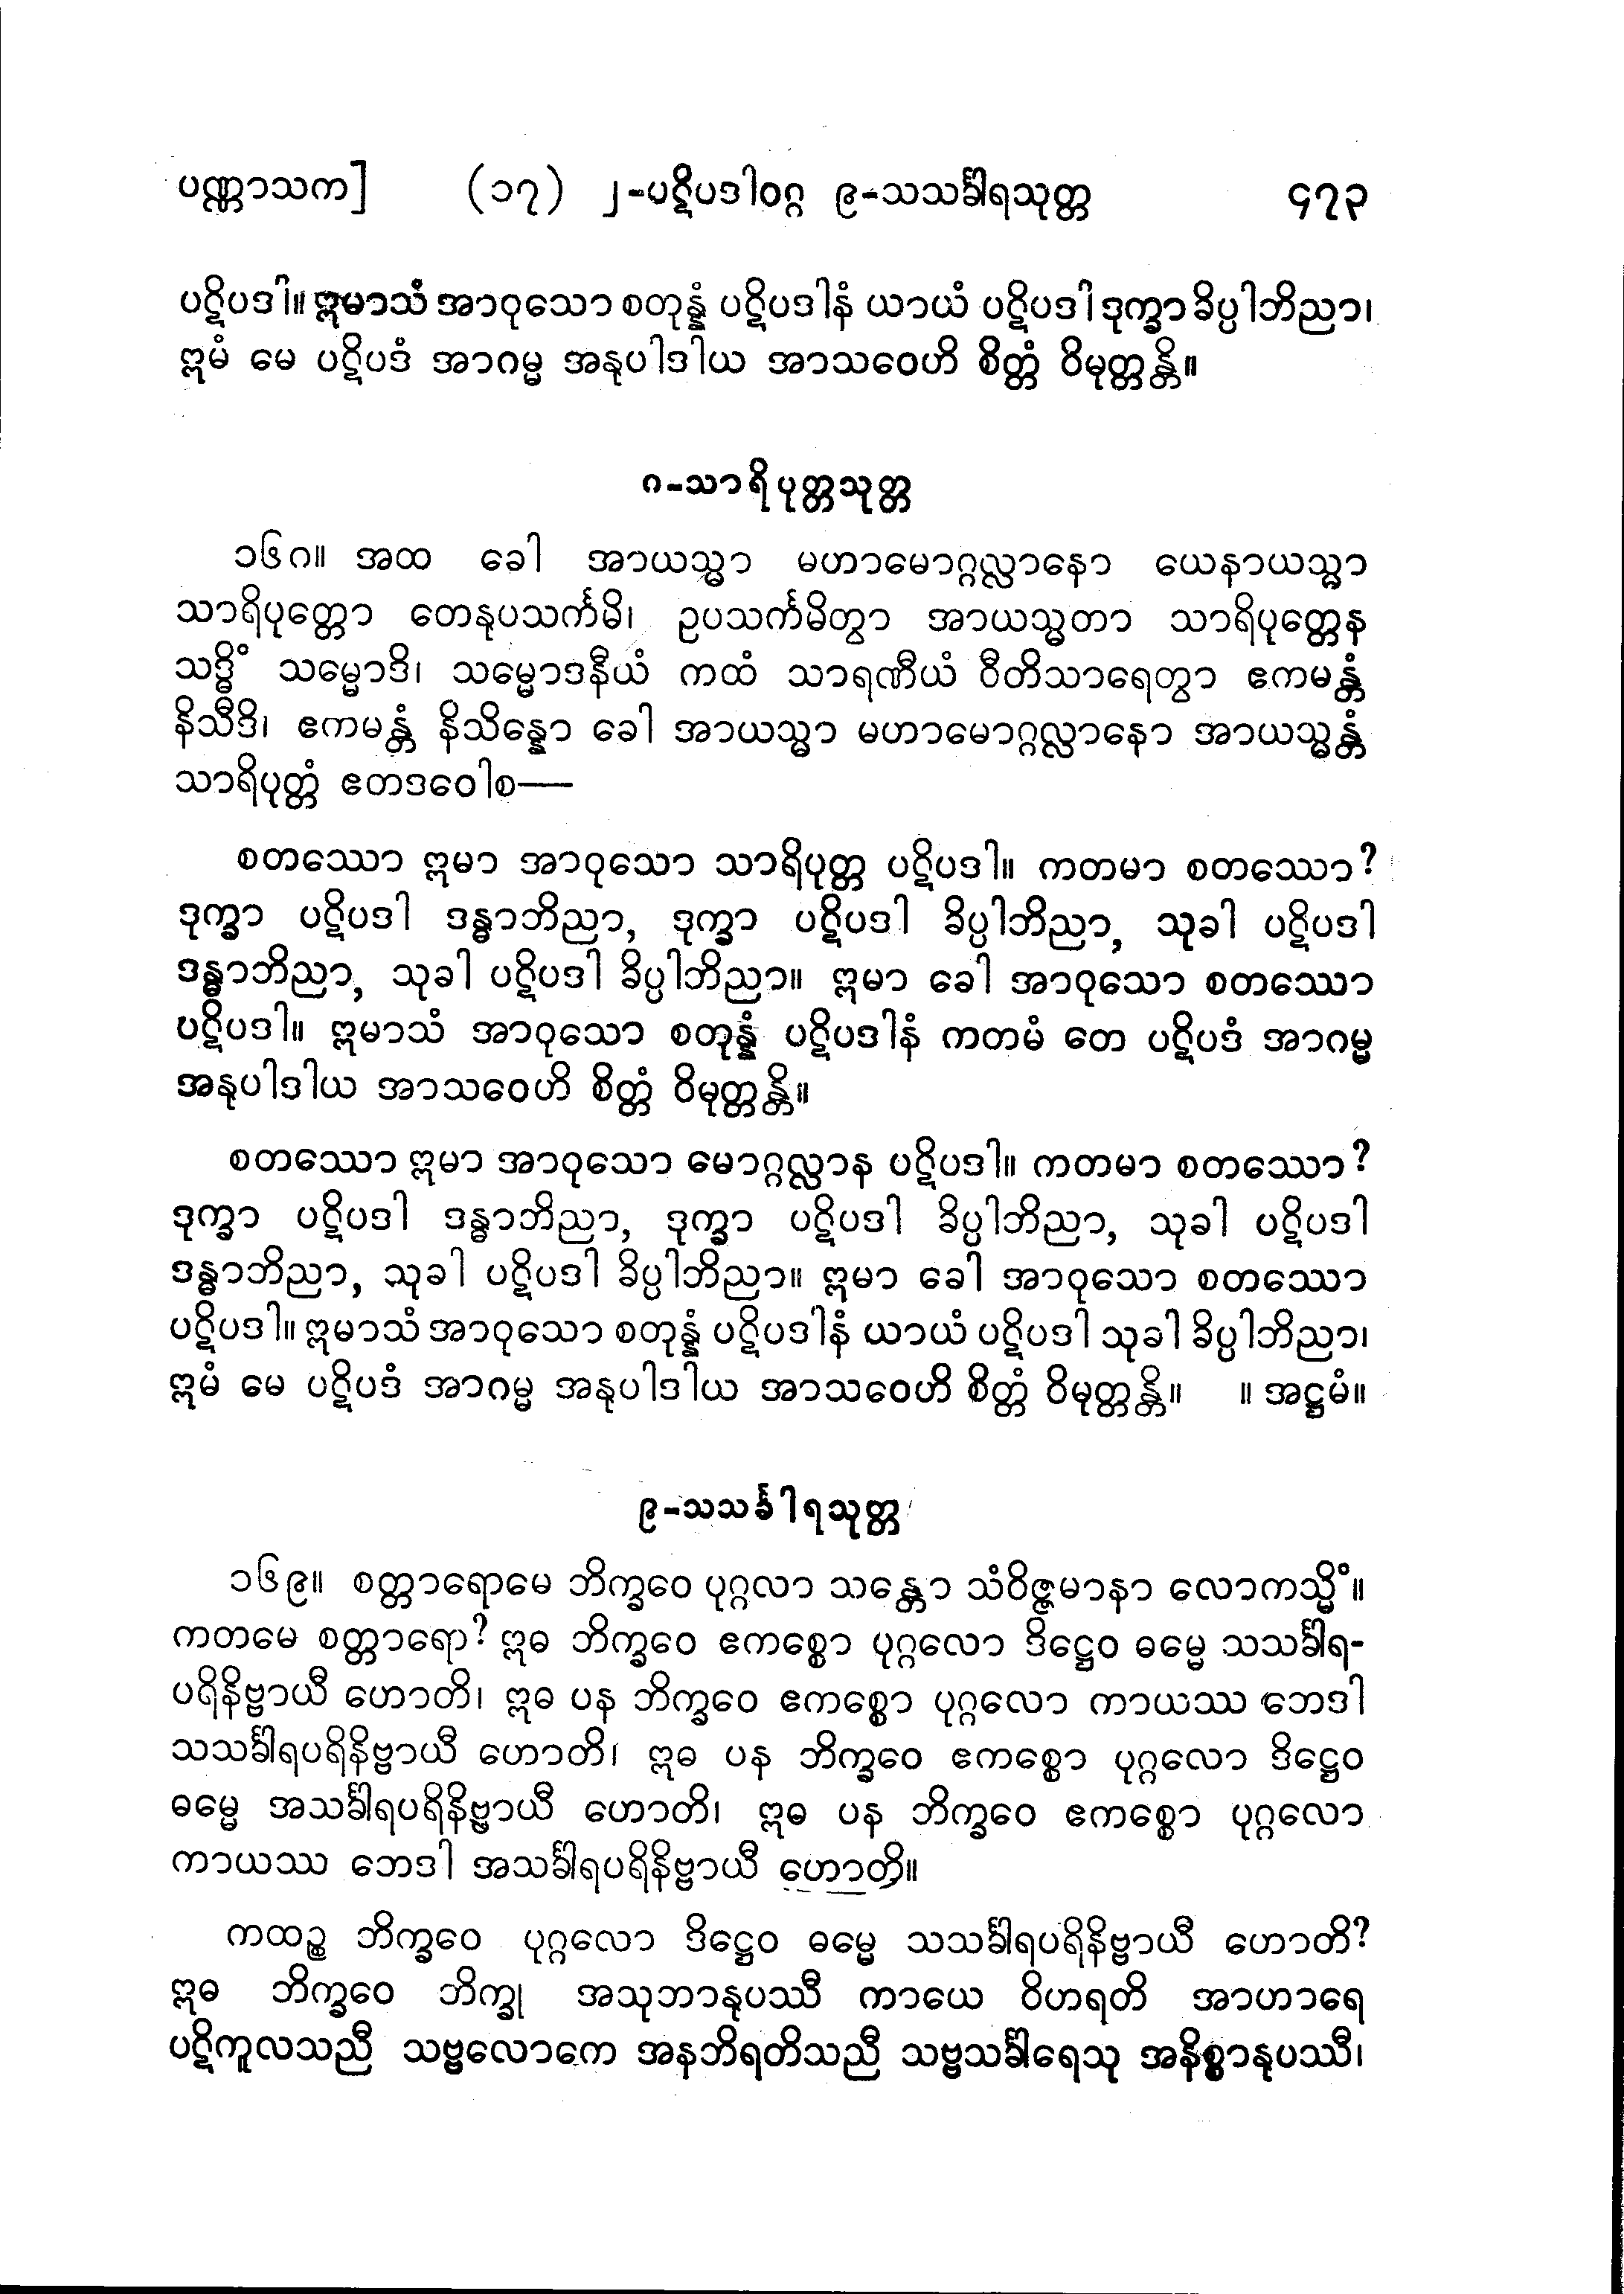 ပဏ္ဏာသက] (၁၇) ၂-ပဋိပဒါဝဂ္ဂ ၉-သသင်္ခါရသုတ္တ ၄၇၃
ပဋိပဒါ။ ဣမာသံ အာဝုသော စတုန္နံ ပဋိပဒါနံ ယာယံ ပဋိပဒါ ဒုက္ခာ ခိပ္ပါဘိညာ၊
ဣမံ မေ ပဋိပဒံ အာဂမ္မ အနုပါဒါယ အာသဝေဟိ စိတ္တံ ဝိမုတ္တန္တိ။
၈-သာရိပုတ္တသုတ္တ
၁၆၈။ အထ ခေါ အာယသ္မာ မဟာမောဂ္ဂလ္လာနော ယေနာယသ္မာ
သာရိပုတ္တော တေနုပသင်္ကမိ၊ ဥပသင်္ကမိတွာ အာယသ္မတာ သာရိပုတ္တေန
သဒ္ဓိံ သမ္မောဒိ၊ သမ္မောဒနီယံ ကထံ သာရဏီယံ ဝီတိသာရေတွာ ဧကမန္တံ
နိသီဒိ၊ ဧကမန္တံ နိသိန္နော ခေါ အာယသ္မာ မဟာမောဂ္ဂလ္လာနော အာယသ္မန္တံ
သာရိပုတ္တံ ဧတဒဝေါစ—
စတဿော ဣမာ အာဝုသော သာရိပုတ္တ ပဋိပဒါ။ ကတမာ စတဿော?
ဒုက္ခာ ပဋိပဒါ ဒန္ဓာဘိညာ, ဒုက္ခာ ပဋိပဒါ ခိပ္ပါဘိညာ, သုခါ ပဋိပဒါ
ဒန္ဓာဘိညာ, သုခါ ပဋိပဒါ ခိပ္ပါဘိညာ။ ဣမာ ခေါ အာဝုသော စတဿော
ပဋိပဒါ။ ဣမာသံ အာဝုသော စတုန္နံ ပဋိပဒါနံ ကတမံ တေ ပဋိပဒံ အာဂမ္မ
အနုပါဒါယ အာသဝေဟိ စိတ္တံ ဝိမုတ္တန္တိ။
စတဿော ဣမာ အာဝုသော မောဂ္ဂလ္လာန ပဋိပဒါ။ ကတမာ စတဿော?
ဒုက္ခာ ပဋိပဒါ ဒန္ဓာဘိညာ, ဒုက္ခာ ပဋိပဒါ ခိပ္ပါဘိညာ, သုခါ ပဋိပဒါ
ဒန္ဓာဘိညာ, သုခါ ပဋိပဒါ ခိပ္ပါဘိညာ။ ဣမာ ခေါ အာဝုသော စတဿော
ပဋိပဒါ။ ဣမာသံ အာဝုသော စတုန္နံ ပဋိပဒါနံ ယာယံ ပဋိပဒါ သုခါ ခိပ္ပါဘိညာ၊
ဣမံ မေ ပဋိပဒံ အာဂမ္မ အနုပါဒါယ အာသဝေဟိ စိတ္တံ ဝိမုတ္တန္တိ။ ။ အဋ္ဌမံ။
၉-သသင်္ခါရသုတ္တ
၁၆၉။ စတ္တာရောမေ ဘိက္ခဝေ ပုဂ္ဂလာ သန္တော သံဝိဇ္ဇမာနာ လောကသ္မိံ။
ကတမေ စတ္တာရော? ဣဓ ဘိက္ခဝေ ဧကစ္စော ပုဂ္ဂလော ဒိဋ္ဌေဝ ဓမ္မေ သသင်္ခါရ-
ပရိနိဗ္ဗာယီ ဟောတိ၊ ဣဓ ပန ဘိက္ခဝေ ဧကစ္စော ပုဂ္ဂလော ကာယဿ ဘေဒါ
သသင်္ခါရပရိနိဗ္ဗာယီ ဟောတိ၊ ဣဓ ပန ဘိက္ခဝေ ဧကစ္စော ပုဂ္ဂလော ဒိဋ္ဌေဝ
ဓမ္မေ အသင်္ခါရပရိနိဗ္ဗာယီ ဟောတိ၊ ဣဓ ပန ဘိက္ခဝေ ဧကစ္စော ပုဂ္ဂလော
ကာယဿ ဘေဒါ အသင်္ခါရပရိနိဗ္ဗာယီ ဟောတိ။
ကထဉ္စ ဘိက္ခဝေ ပုဂ္ဂလော ဒိဋ္ဌေဝ ဓမ္မေ သသင်္ခါရပရိနိဗ္ဗာယီ ဟောတိ?
ဣဓ ဘိက္ခဝေ ဘိက္ခု အသုဘာနုပဿီ ကာယေ ဝိဟရတိ အာဟာရေ
ပဋိကူလသညီ သဗ္ဗလောကေ အနဘိရတိသညီ သဗ္ဗသင်္ခါရေသု အနိစ္စာနုပဿီ၊